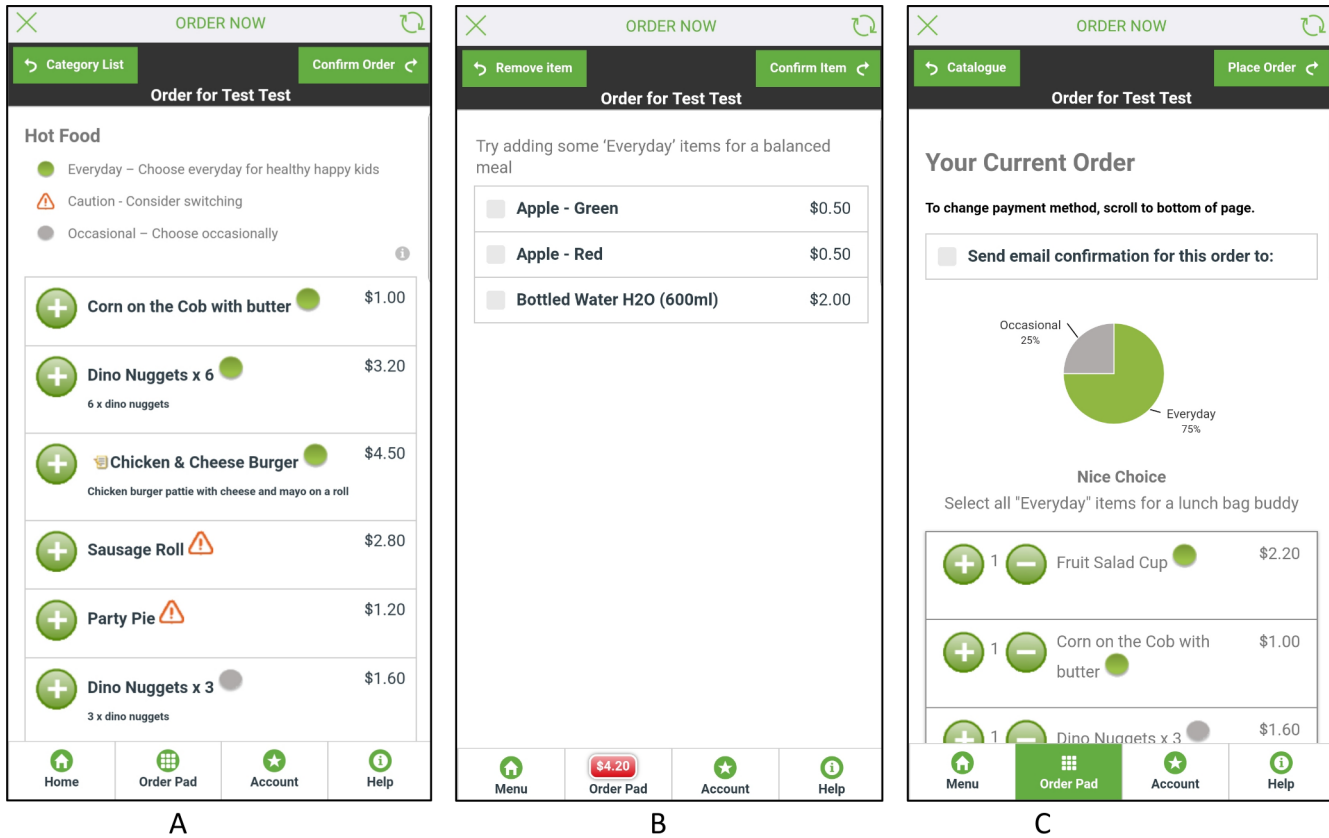 ORDER NOW
Category List
Confirm Order
Order for Test Test
Hot Food
Everyday – Choose everyday for healthy happy kids
Caution - Consider switching
Occasional – Choose occasionally
Corn on the Cob with butter $1.00
Dino Nuggets x 6 $3.20
6 x dino nuggets
Chicken & Cheese Burger $4.50
Chicken burger pattie with cheese and mayo on a roll
Sausage Roll $2.80
Party Pie $1.20
Dino Nuggets x 3 $1.60
3 x dino nuggets
Home Order Pad Account Help
A
ORDER NOW
Remove item
Confirm Item
Order for Test Test
Try adding some ‘Everyday’ items for a balanced
meal
Apple - Green $0.50
Apple - Red $0.50
Bottled Water H2O (600ml) $2.00
$4.20
Menu Order Pad Account Help
B
ORDER NOW
Catalogue
Place Order
Order for Test Test
Your Current Order
To change payment method, scroll to bottom of page.
Send email confirmation for this order to:
Occasional
25%
Everyday
75%
Nice Choice
Select all "Everyday" items for a lunch bag buddy
1 Fruit Salad Cup $2.20
1 Corn on the Cob with $1.00
butter
1 Dino Nuggets x 3 $1.60
Menu Order Pad Account Help
C